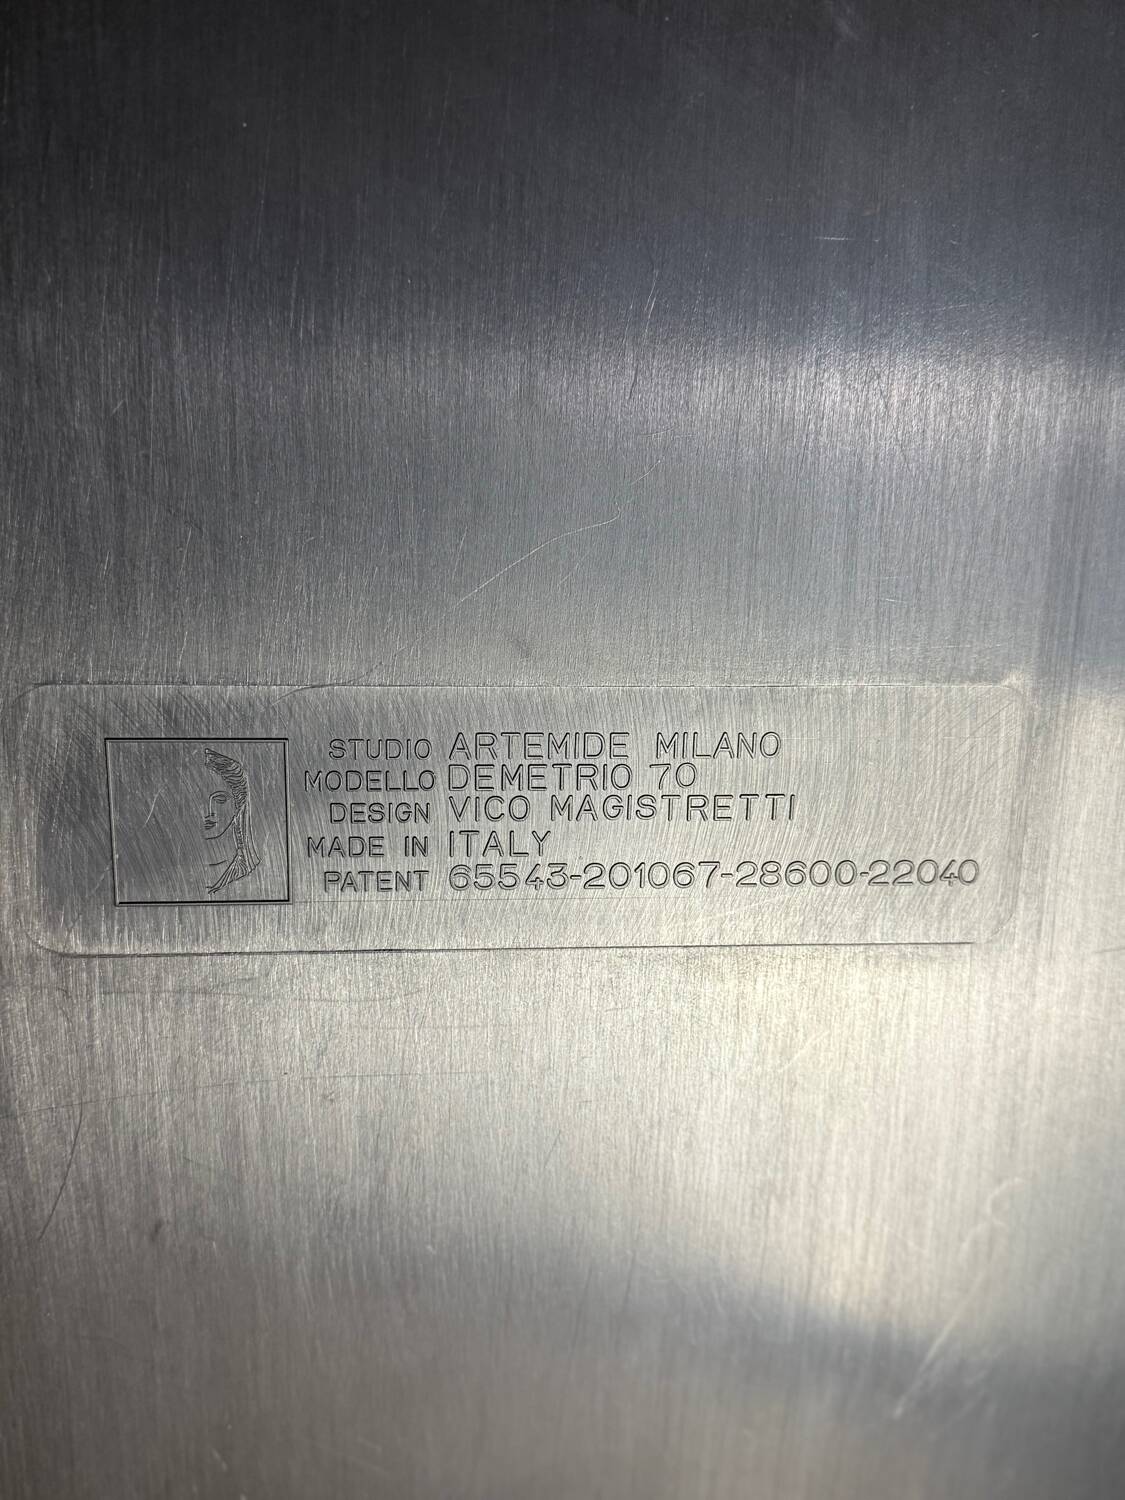 STUDIO ARTEMIDE MILANO
MODELLO DEMETRIO 70
DESIGN VICO MAGISTRETTI
MADE IN ITALY
PATENT 65543-201067-28600-22040